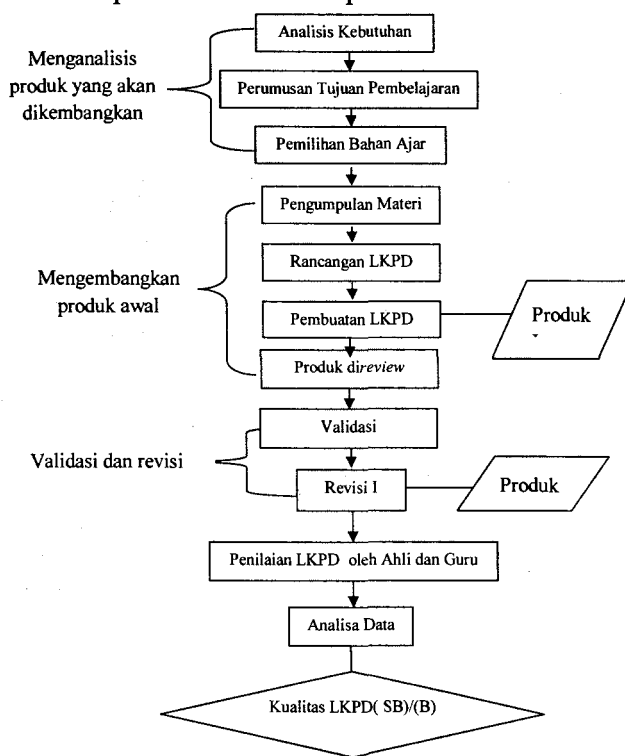 Analisis Kebutuhan
Menganalisis
produk yang akan
dikembangkan
Perumusan Tujuan Pembelajaran
Pemilihan Bahan Ajar
Pengumpulan Materi
Rancangan LKPD
Mengembangkan
produk awal
Pembuatan LKPD
Produk
Produk direview
Validasi
Validasi dan revisi
Revisi I
Produk
Penilaian LKPD oleh Ahli dan Guru
Analisa Data
Kualitas LKPD( SB)/(B)